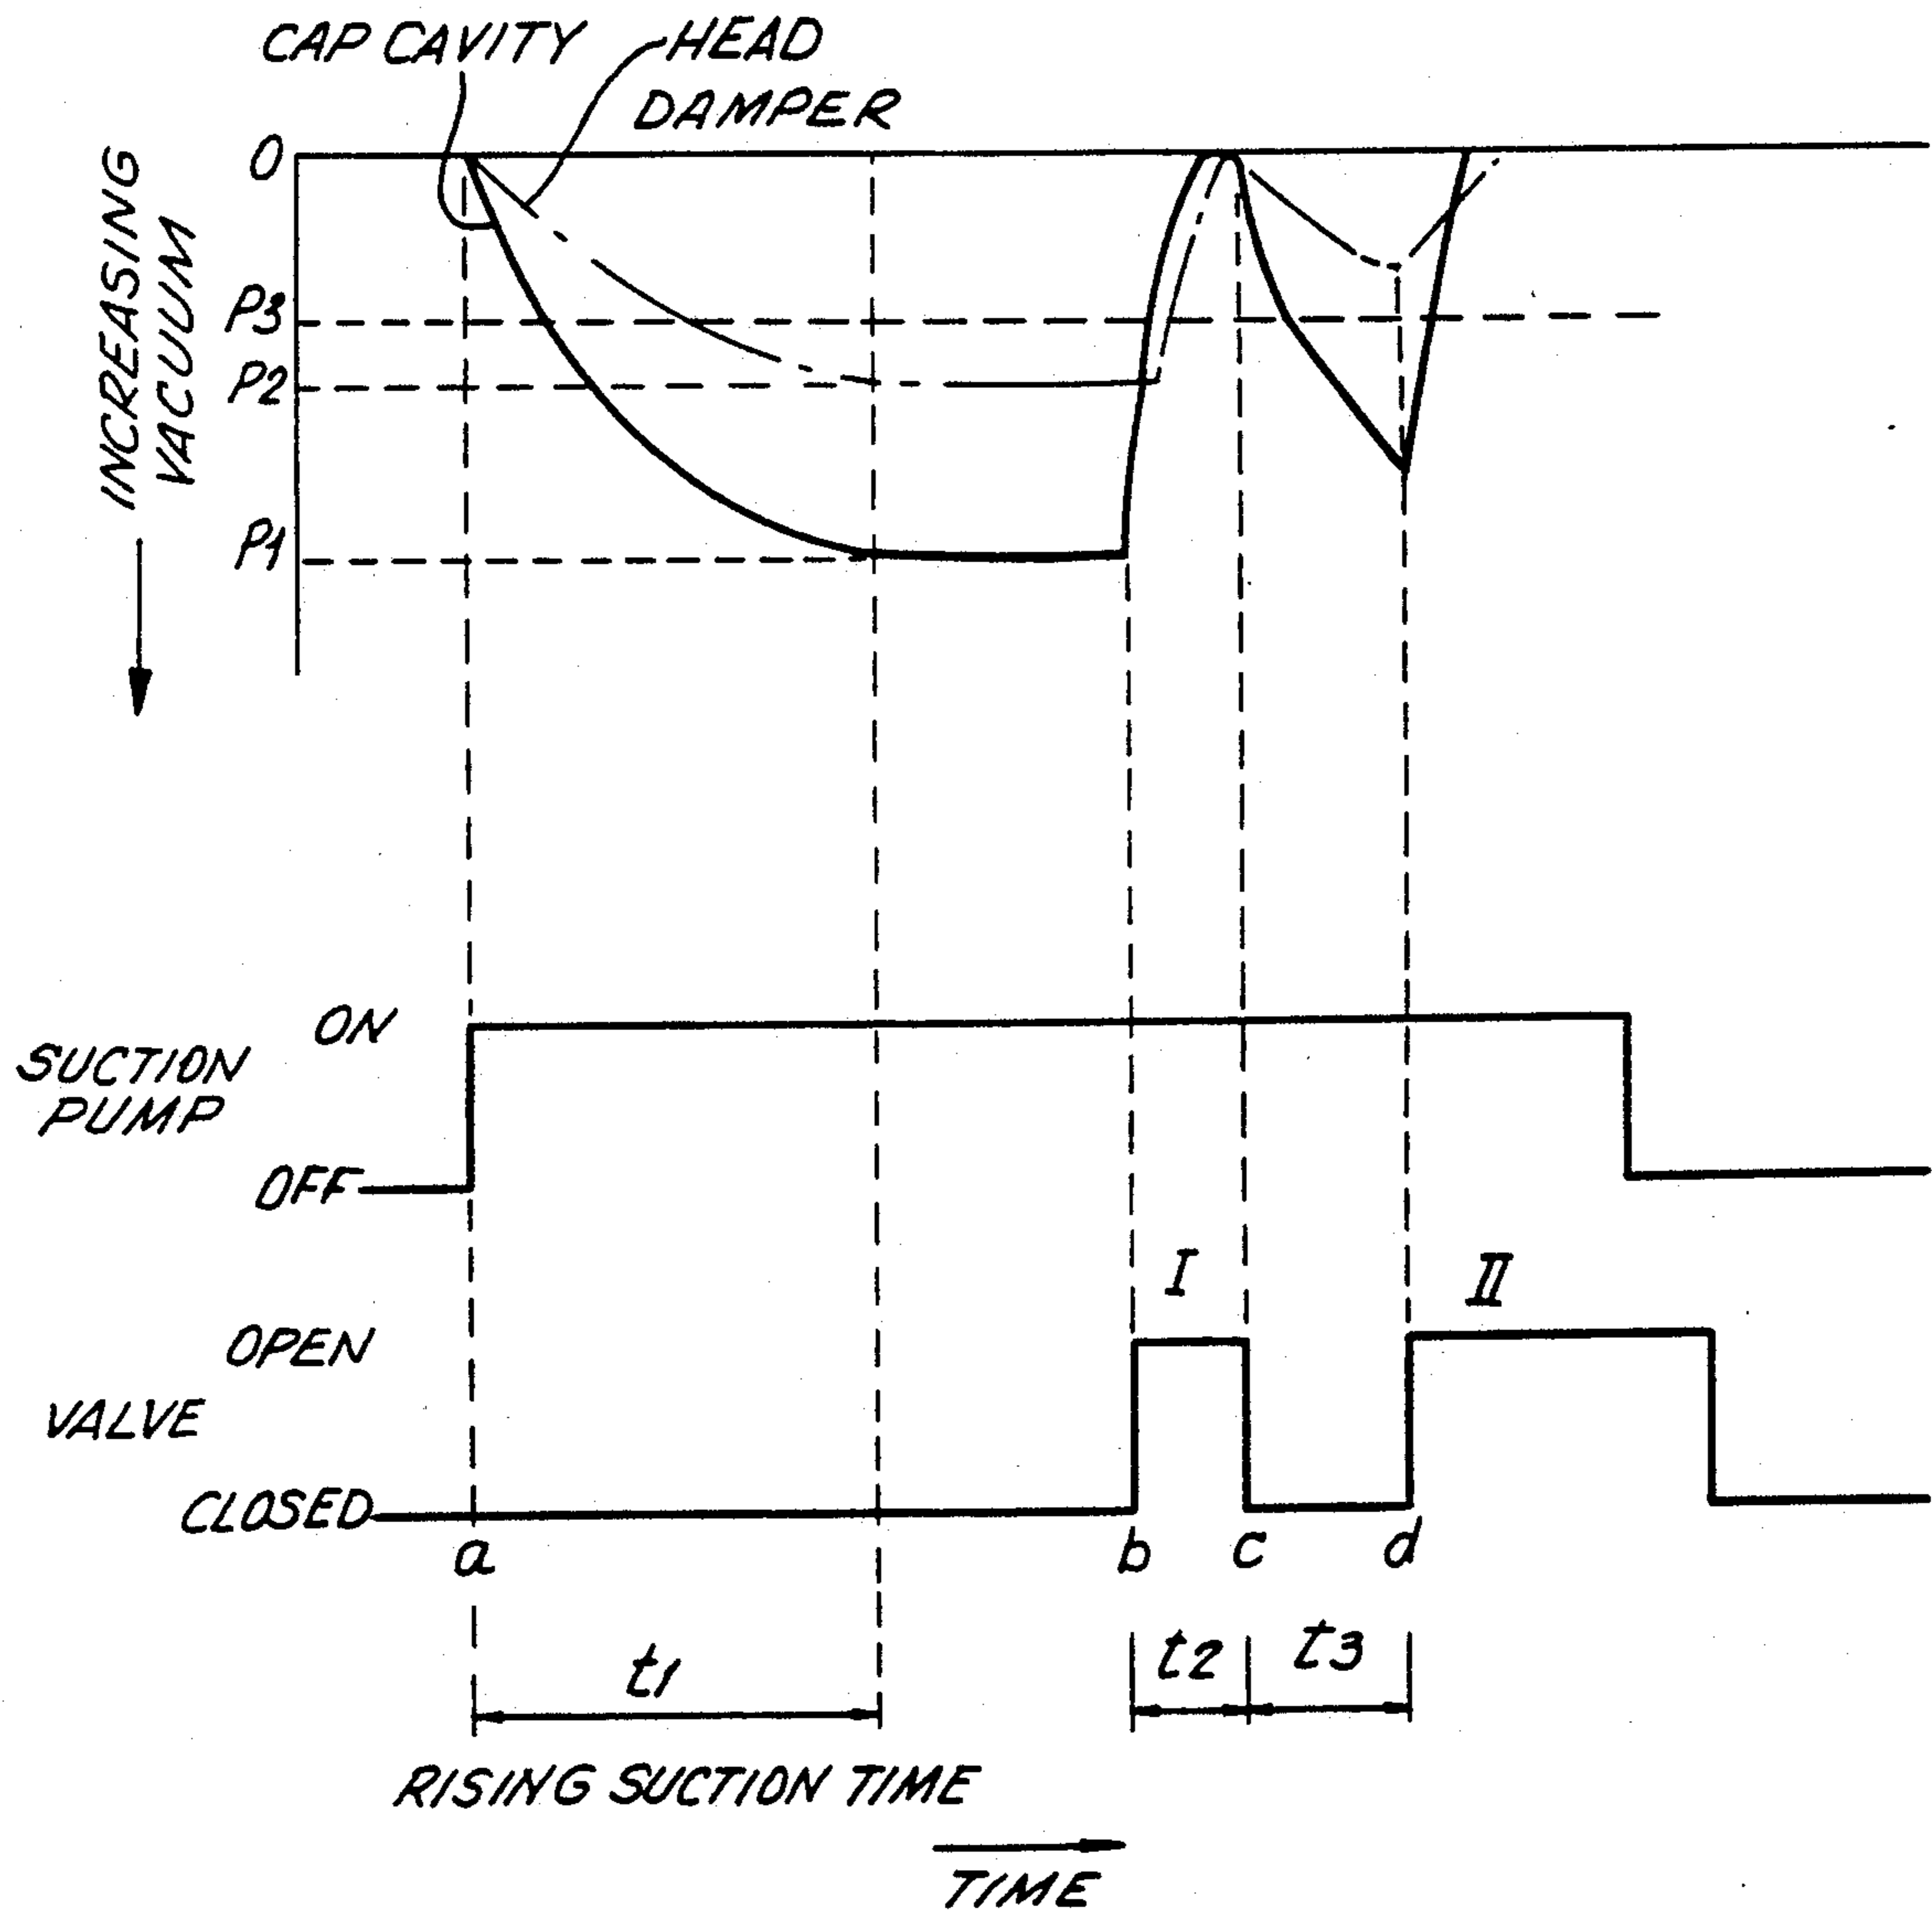 CAP CAVITY
HEAD
DAMPER
0
INCREASING
VACUUM
P3
P2
P1
ON
SUCTION
PUMP
OFF
I
II
OPEN
VALVE
CLOSED
a
b
c
d
t1
t2
t3
RISING SUCTION TIME
TIME